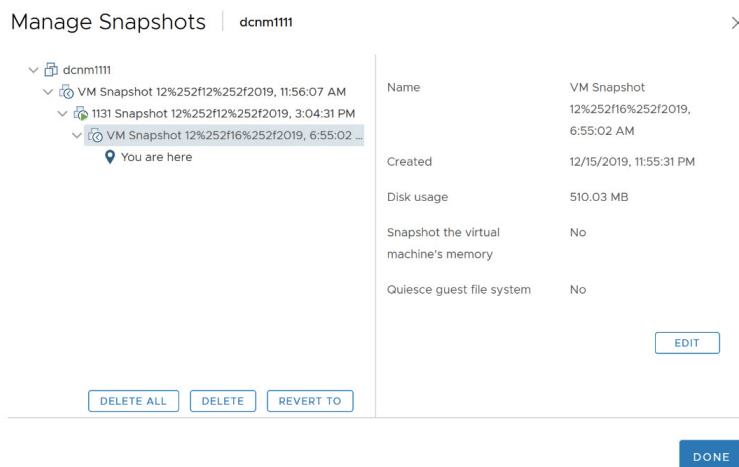 Manage Snapshots dcnm1111
dcnm1111
VM Snapshot 12%252f12%252f2019, 11:56:07 AM
1131 Snapshot 12%252f12%252f2019, 3:04:31 PM
VM Snapshot 12%252f16%252f2019, 6:55:02 ...
You are here
Name VM Snapshot
12%252f16%252f2019,
6:55:02 AM
Created 12/15/2019, 11:55:31 PM
Disk usage 510.03 MB
Snapshot the virtual No
machine's memory
Quiesce guest file system No
EDIT
DELETE ALL DELETE REVERT TO
DONE